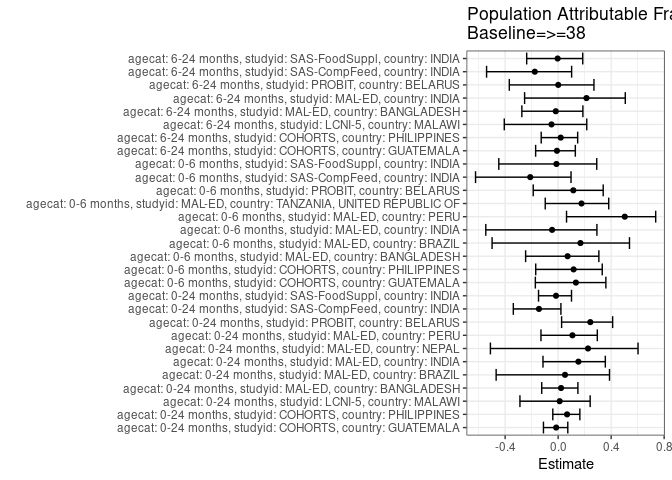 Population Attributable Fra
Baseline=>=38
agecat: 6-24 months, studyid: SAS-FoodSuppl, country: INDIA
agecat: 6-24 months, studyid: SAS-CompFeed, country: INDIA
agecat: 6-24 months, studyid: PROBIT, country: BELARUS
agecat: 6-24 months, studyid: MAL-ED, country: INDIA
agecat: 6-24 months, studyid: MAL-ED, country: BANGLADESH
agecat: 6-24 months, studyid: LCNI-5, country: MALAWI
agecat: 6-24 months, studyid: COHORTS, country: PHILIPPINES
agecat: 6-24 months, studyid: COHORTS, country: GUATEMALA
agecat: 0-6 months, studyid: SAS-FoodSuppl, country: INDIA
agecat: 0-6 months, studyid: SAS-CompFeed, country: INDIA
agecat: 0-6 months, studyid: PROBIT, country: BELARUS
agecat: 0-6 months, studyid: MAL-ED, country: TANZANIA, UNITED REPUBLIC OF
agecat: 0-6 months, studyid: MAL-ED, country: PERU
agecat: 0-6 months, studyid: MAL-ED, country: INDIA
agecat: 0-6 months, studyid: MAL-ED, country: BRAZIL
agecat: 0-6 months, studyid: MAL-ED, country: BANGLADESH
agecat: 0-6 months, studyid: COHORTS, country: PHILIPPINES
agecat: 0-6 months, studyid: COHORTS, country: GUATEMALA
agecat: 0-24 months, studyid: SAS-FoodSuppl, country: INDIA
agecat: 0-24 months, studyid: SAS-CompFeed, country: INDIA
agecat: 0-24 months, studyid: PROBIT, country: BELARUS
agecat: 0-24 months, studyid: MAL-ED, country: PERU
agecat: 0-24 months, studyid: MAL-ED, country: NEPAL
agecat: 0-24 months, studyid: MAL-ED, country: INDIA
agecat: 0-24 months, studyid: MAL-ED, country: BRAZIL
agecat: 0-24 months, studyid: MAL-ED, country: BANGLADESH
agecat: 0-24 months, studyid: LCNI-5, country: MALAWI
agecat: 0-24 months, studyid: COHORTS, country: PHILIPPINES
agecat: 0-24 months, studyid: COHORTS, country: GUATEMALA
-0.4 0.0 0.4 0.8
Estimate